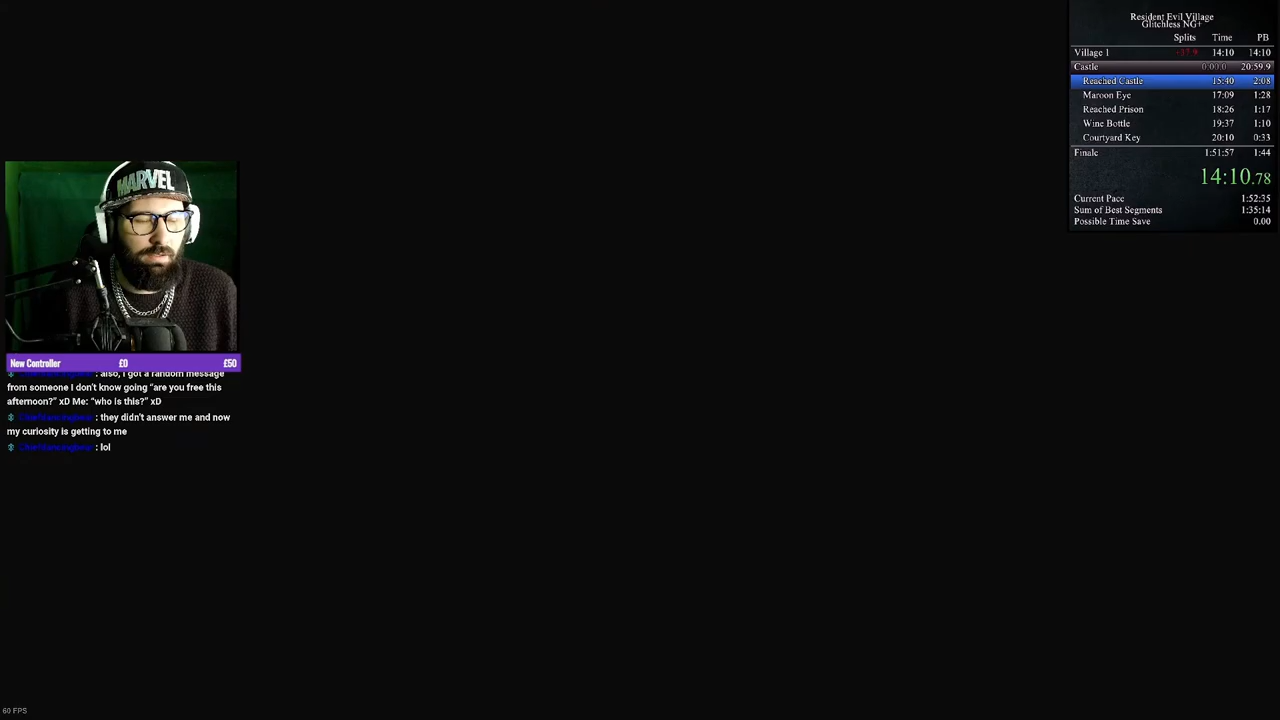 Resident Evil Village
Glitchless NG+
Splits Time PB
Village 1 14:10 14:10
Castle 0:00.0 20:59.9
Reached Castle 15:40 2:08
Maroon Eye 17:09 1:28
Reached Prison 18:26 1:17
Wine Bottle 19:37 1:10
Courtyard Key 20:10 0:33
Finale 1:51:57 1:44
14:10.78
Current Pace 1:52:35
Sum of Best Segments 1:35:14
Possible Time Save 0.00
MARVEL
New Controller £0 £50
: also, I got a random message
from someone I don't know going “are you free this
afternoon?” xD Me: “who is this?” xD
: they didn't answer me and now
my curiosity is getting to me
: lol
60 FPS